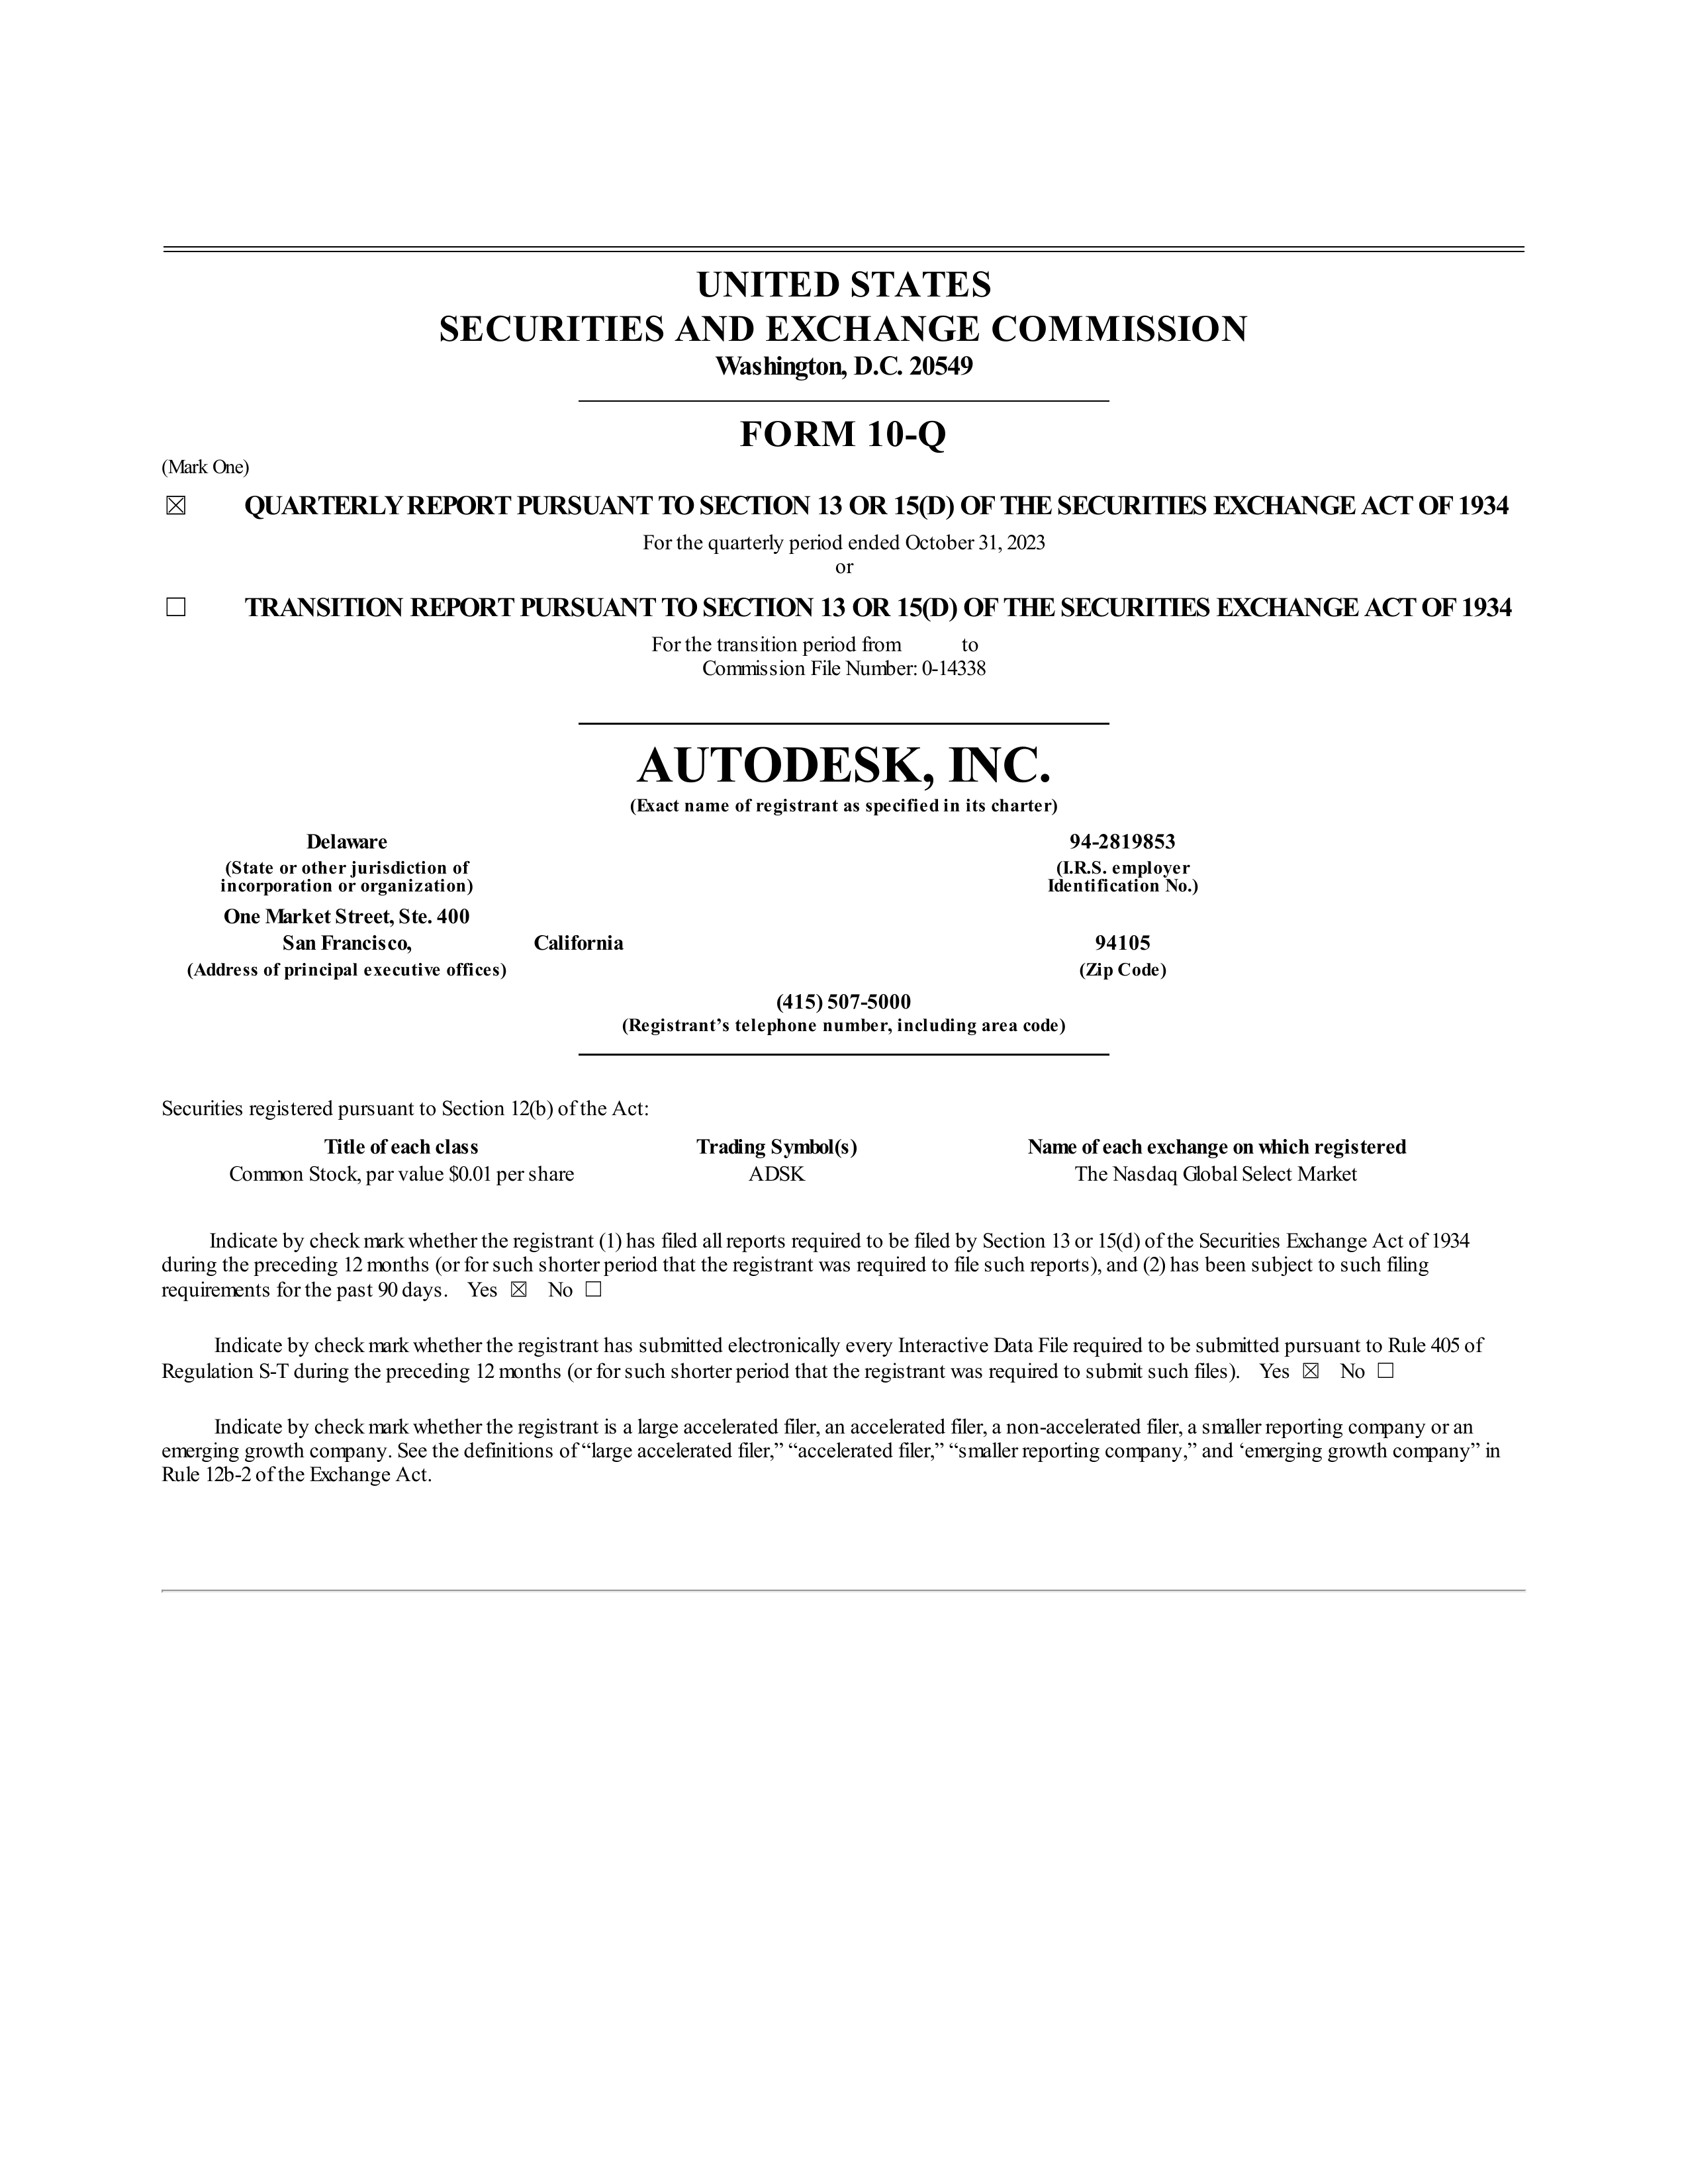 UNITED STATES
SECURITIES AND EXCHANGE COMMISSION
Washington, D.C. 20549
FORM 10-Q
(Mark One)
☒ QUARTERLY REPORT PURSUANT TO SECTION 13 OR 15(D) OF THE SECURITIES EXCHANGE ACT OF 1934
For the quarterly period ended October 31, 2023
or
☐ TRANSITION REPORT PURSUANT TO SECTION 13 OR 15(D) OF THE SECURITIES EXCHANGE ACT OF 1934
For the transition period from to
Commission File Number: 0-14338
AUTODESK, INC.
(Exact name of registrant as specified in its charter)
Delaware 94-2819853
(State or other jurisdiction of (I.R.S. employer
incorporation or organization) Identification No.)
One Market Street, Ste. 400
San Francisco, California 94105
(Address of principal executive offices) (Zip Code)
(415) 507-5000
(Registrant’s telephone number, including area code)
Securities registered pursuant to Section 12(b) of the Act:
Title of each class Trading Symbol(s) Name of each exchange on which registered
Common Stock, par value $0.01 per share ADSK The Nasdaq Global Select Market
Indicate by check mark whether the registrant (1) has filed all reports required to be filed by Section 13 or 15(d) of the Securities Exchange Act of 1934
during the preceding 12 months (or for such shorter period that the registrant was required to file such reports), and (2) has been subject to such filing
requirements for the past 90 days. Yes ☒ No ☐
Indicate by check mark whether the registrant has submitted electronically every Interactive Data File required to be submitted pursuant to Rule 405 of
Regulation S-T during the preceding 12 months (or for such shorter period that the registrant was required to submit such files). Yes ☒ No ☐
Indicate by check mark whether the registrant is a large accelerated filer, an accelerated filer, a non-accelerated filer, a smaller reporting company or an
emerging growth company. See the definitions of “large accelerated filer,” “accelerated filer,” “smaller reporting company,” and ‘emerging growth company” in
Rule 12b-2 of the Exchange Act.